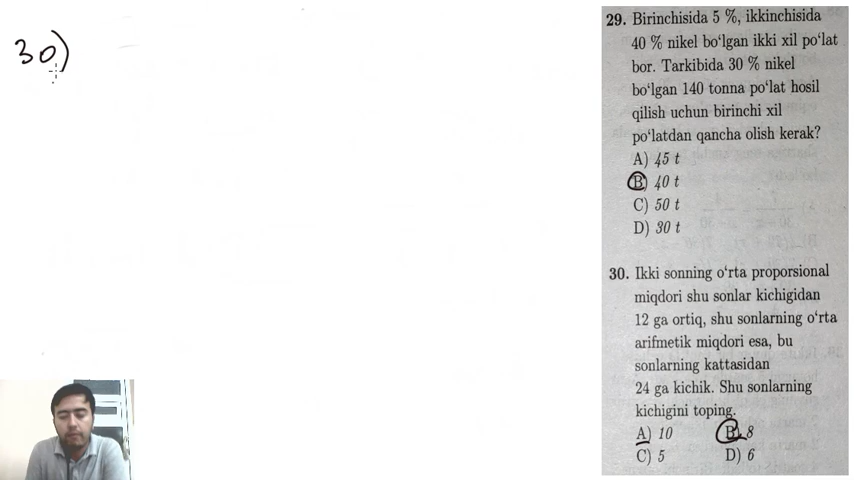 30)
29. Birinchisida 5 %, ikkinchisida
40 % nikel bo‘lgan ikki xil po‘lat
bor. Tarkibida 30 % nikel
bo‘lgan 140 tonna po‘lat hosil
qilish uchun birinchi xil
po‘latdan qancha olish kerak?
A) 45 t
B) 40 t
C) 50 t
D) 30 t
30. Ikki sonning o‘rta proporsional
miqdori shu sonlar kichigidan
12 ga ortiq, shu sonlarning o‘rta
arifmetik miqdori esa, bu
sonlarning kattasidan
24 ga kichik. Shu sonlarning
kichigini toping.
A) 10 B) 8
C) 5 D) 6